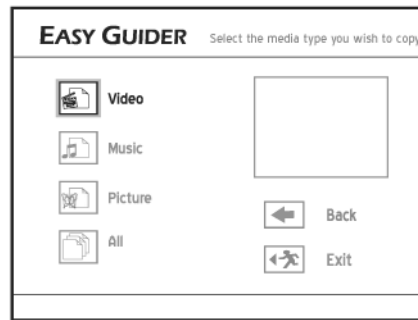 EASY GUIDER Select the media type you wish to copy
Video
Music
Picture
All
Back
Exit